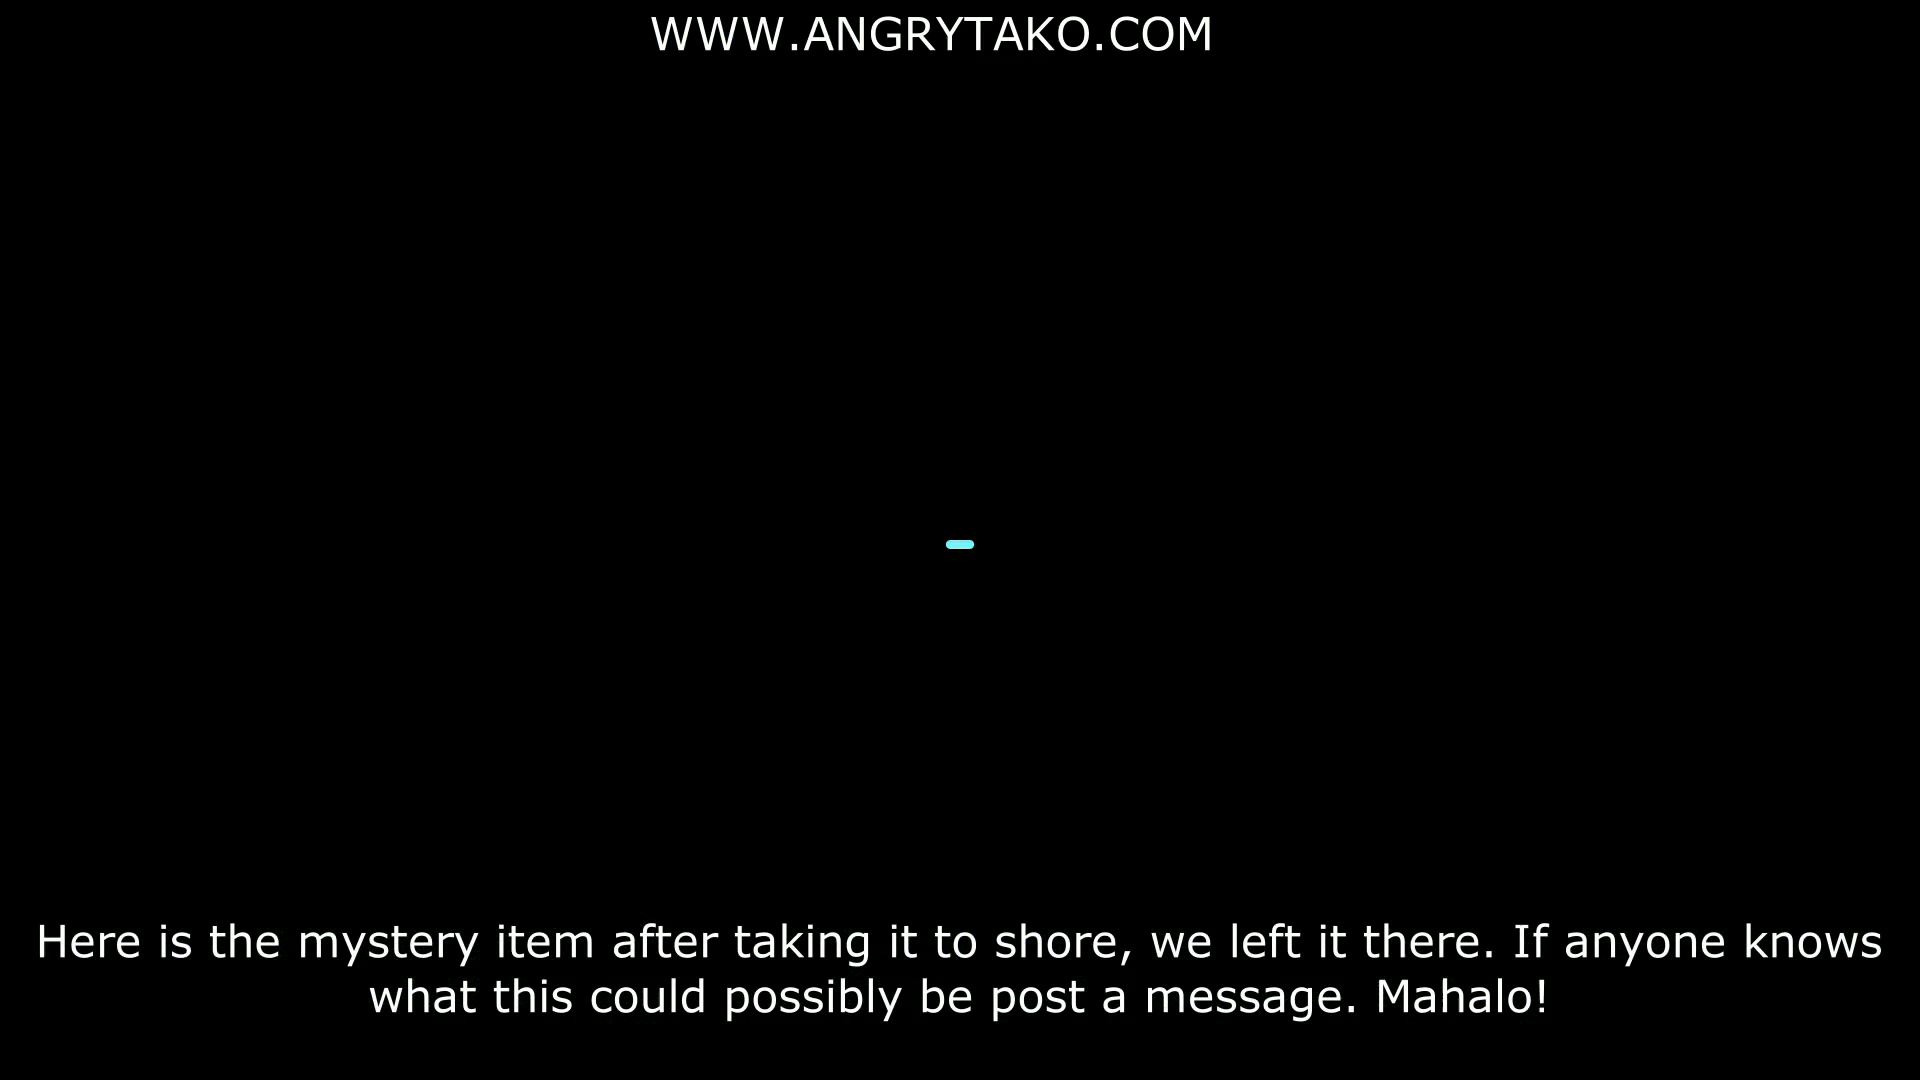 WWW.ANGRYTAKO.COM
Here is the mystery item after taking it to shore, we left it there. If anyone knows
what this could possibly be post a message. Mahalo!